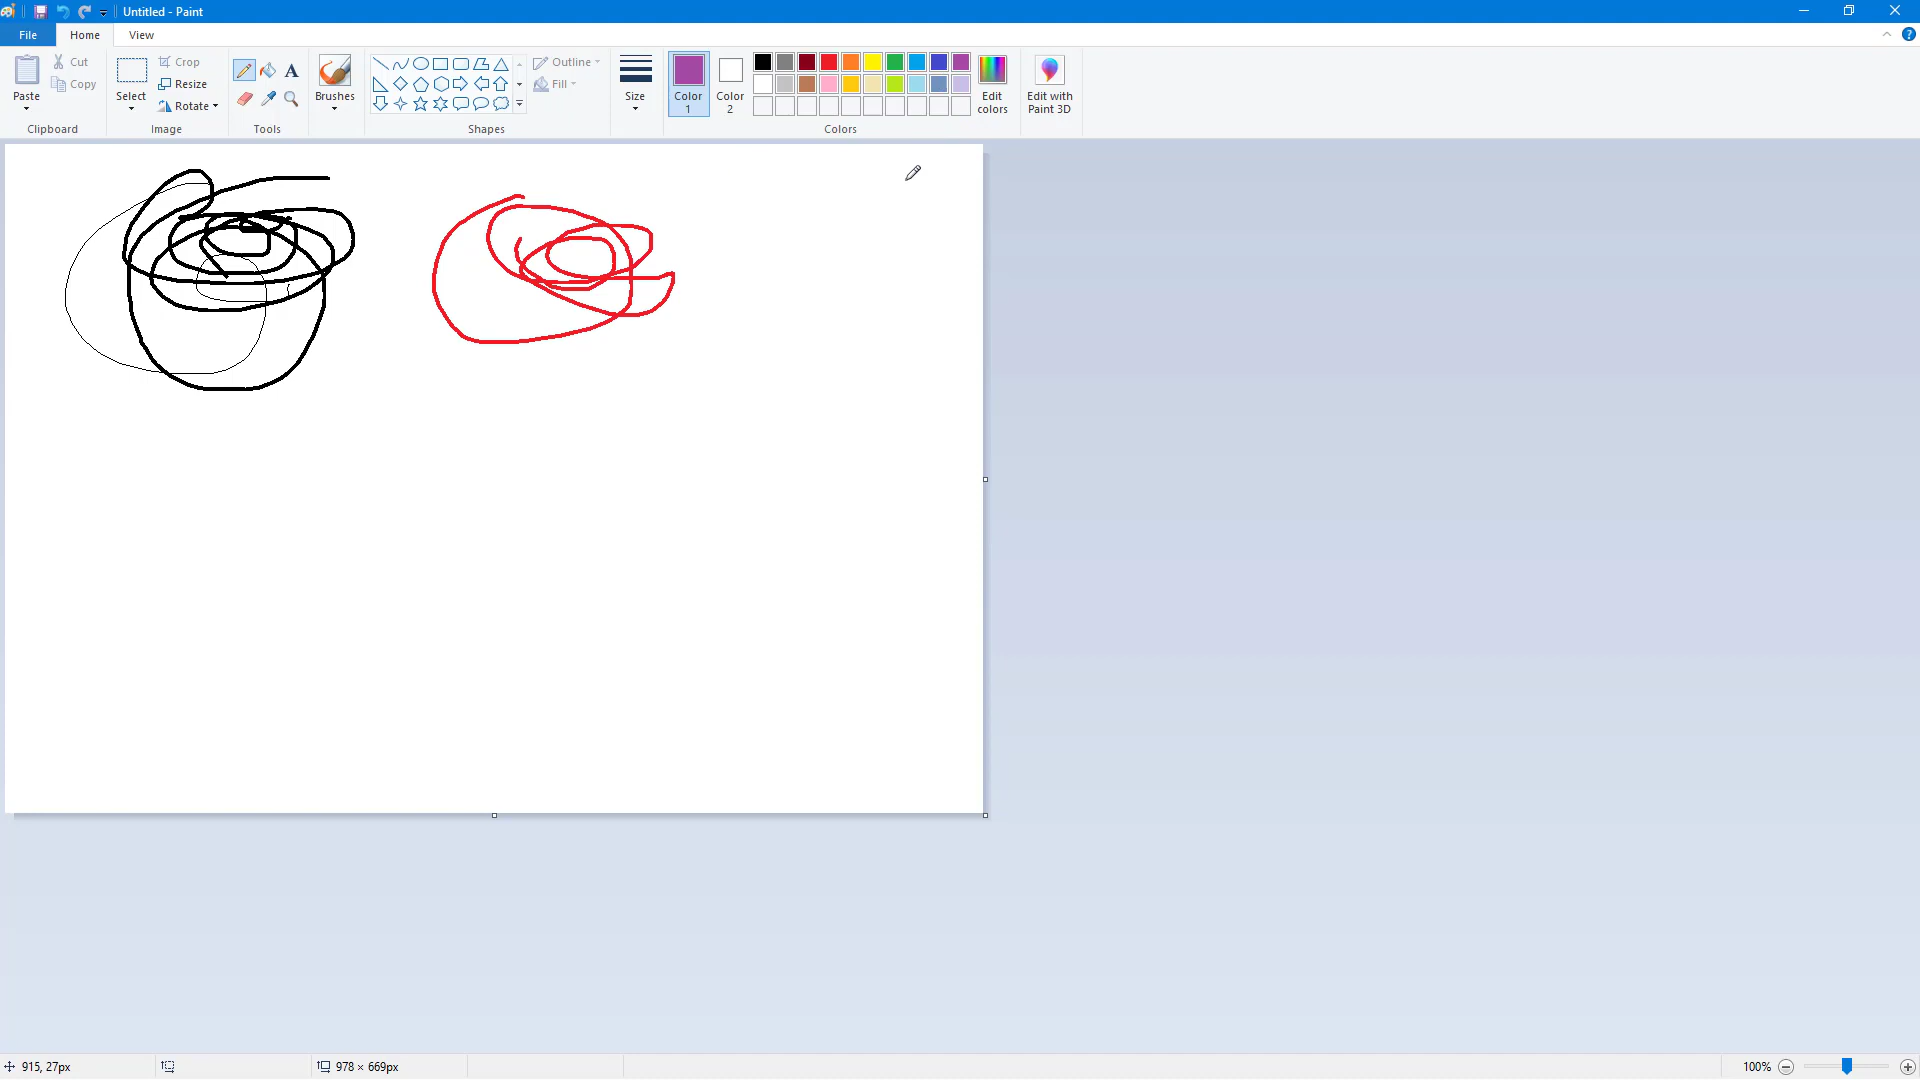 Untitled - Paint
File Home View
Paste
Cut
Copy
Clipboard
Select
Crop
Resize
Rotate
Image
A
Tools
Brushes
Outline
Fill
Shapes
Size
Color 1
Color 2
Edit colors
Colors
Edit with Paint 3D
?
915, 27px
978 × 669px
100%